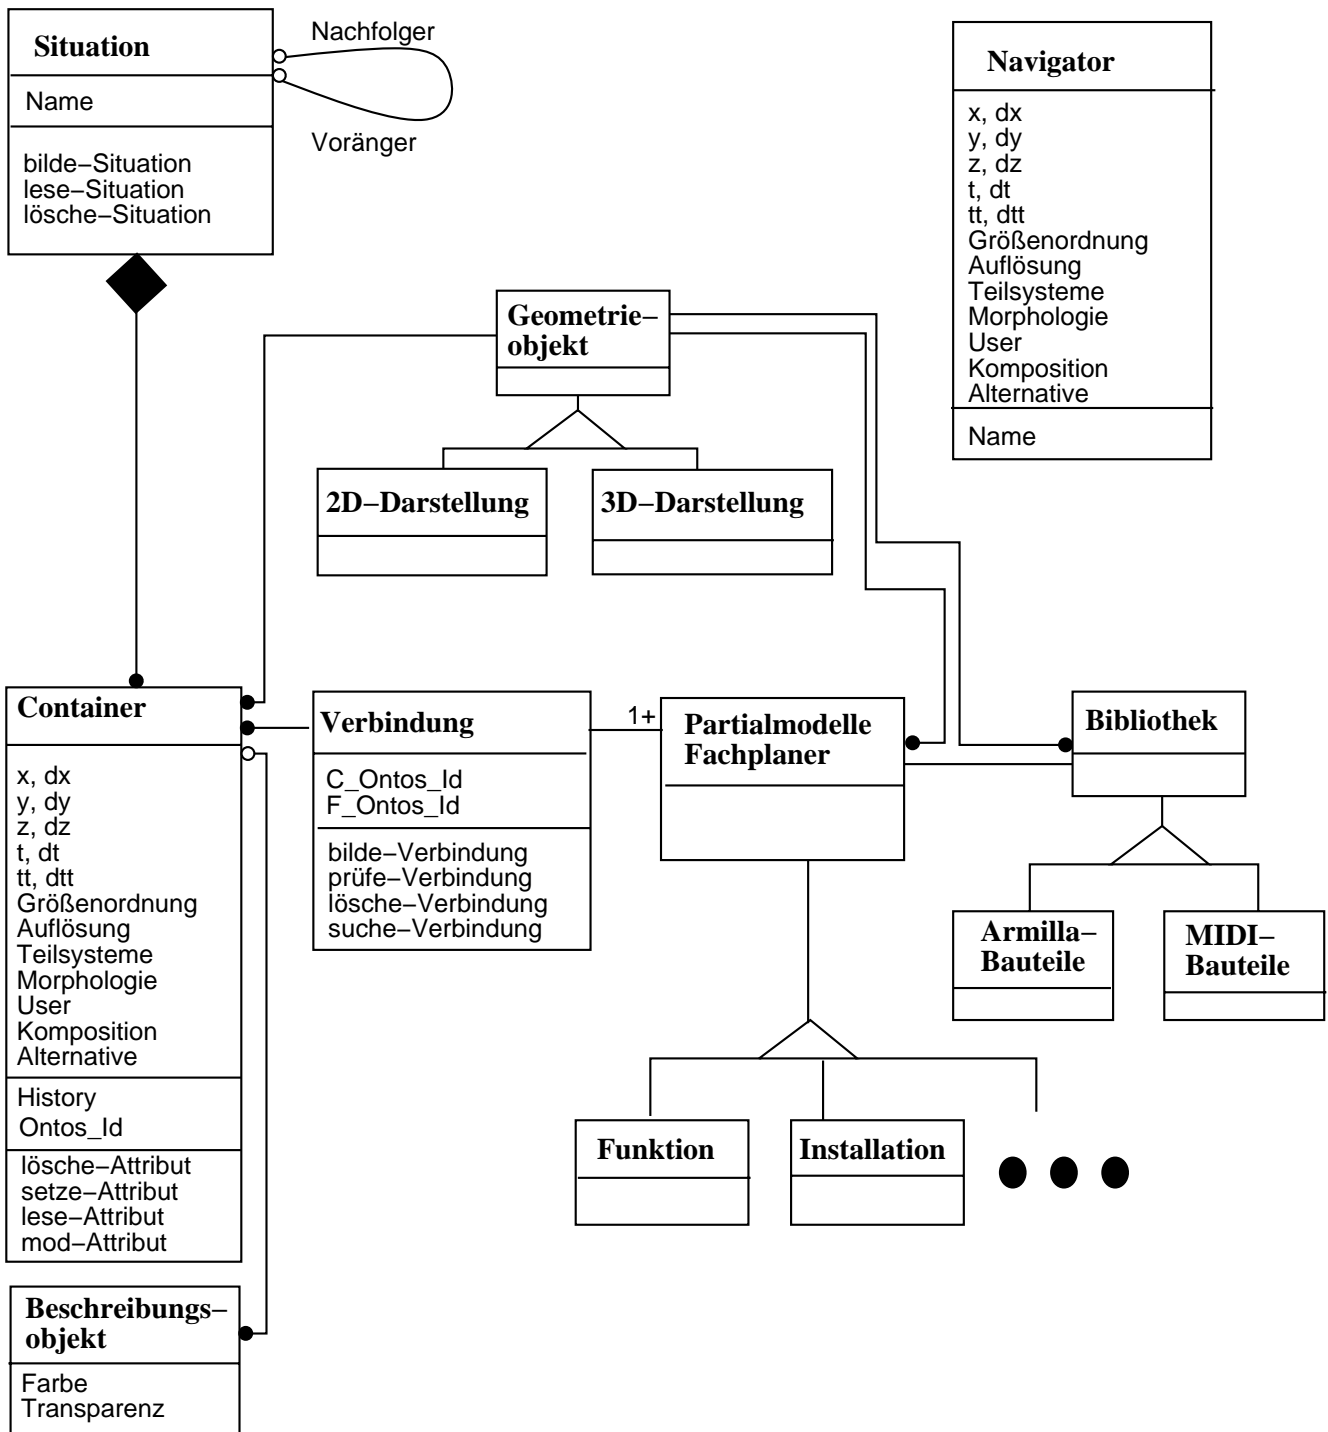 Situation
Name
bilde−Situation
lese−Situation
lösche−Situation
Nachfolger
Voränger
Navigator
x, dx
y, dy
z, dz
t, dt
tt, dtt
Größenordnung
Auflösung
Teilsysteme
Morphologie
User
Komposition
Alternative
Name
Geometrie−
objekt
2D−Darstellung
3D−Darstellung
Container
x, dx
y, dy
z, dz
t, dt
tt, dtt
Größenordnung
Auflösung
Teilsysteme
Morphologie
User
Komposition
Alternative
History
Ontos_Id
lösche−Attribut
setze−Attribut
lese−Attribut
mod−Attribut
Verbindung
C_Ontos_Id
F_Ontos_Id
bilde−Verbindung
prüfe−Verbindung
lösche−Verbindung
suche−Verbindung
1+
Partialmodelle
Fachplaner
Bibliothek
Armilla−
Bauteile
MIDI−
Bauteile
Funktion
Installation
Beschreibungs−
objekt
Farbe
Transparenz